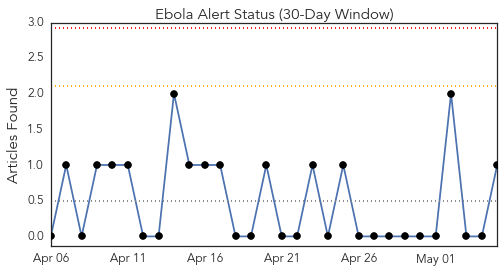 Ebola Alert Status (30-Day Window)
3.0
2.5
2.0
1.5
1.0
0.5
0.0
Articles Found
Apr 06 Apr 11 Apr 16 Apr 21 Apr 26 May 01